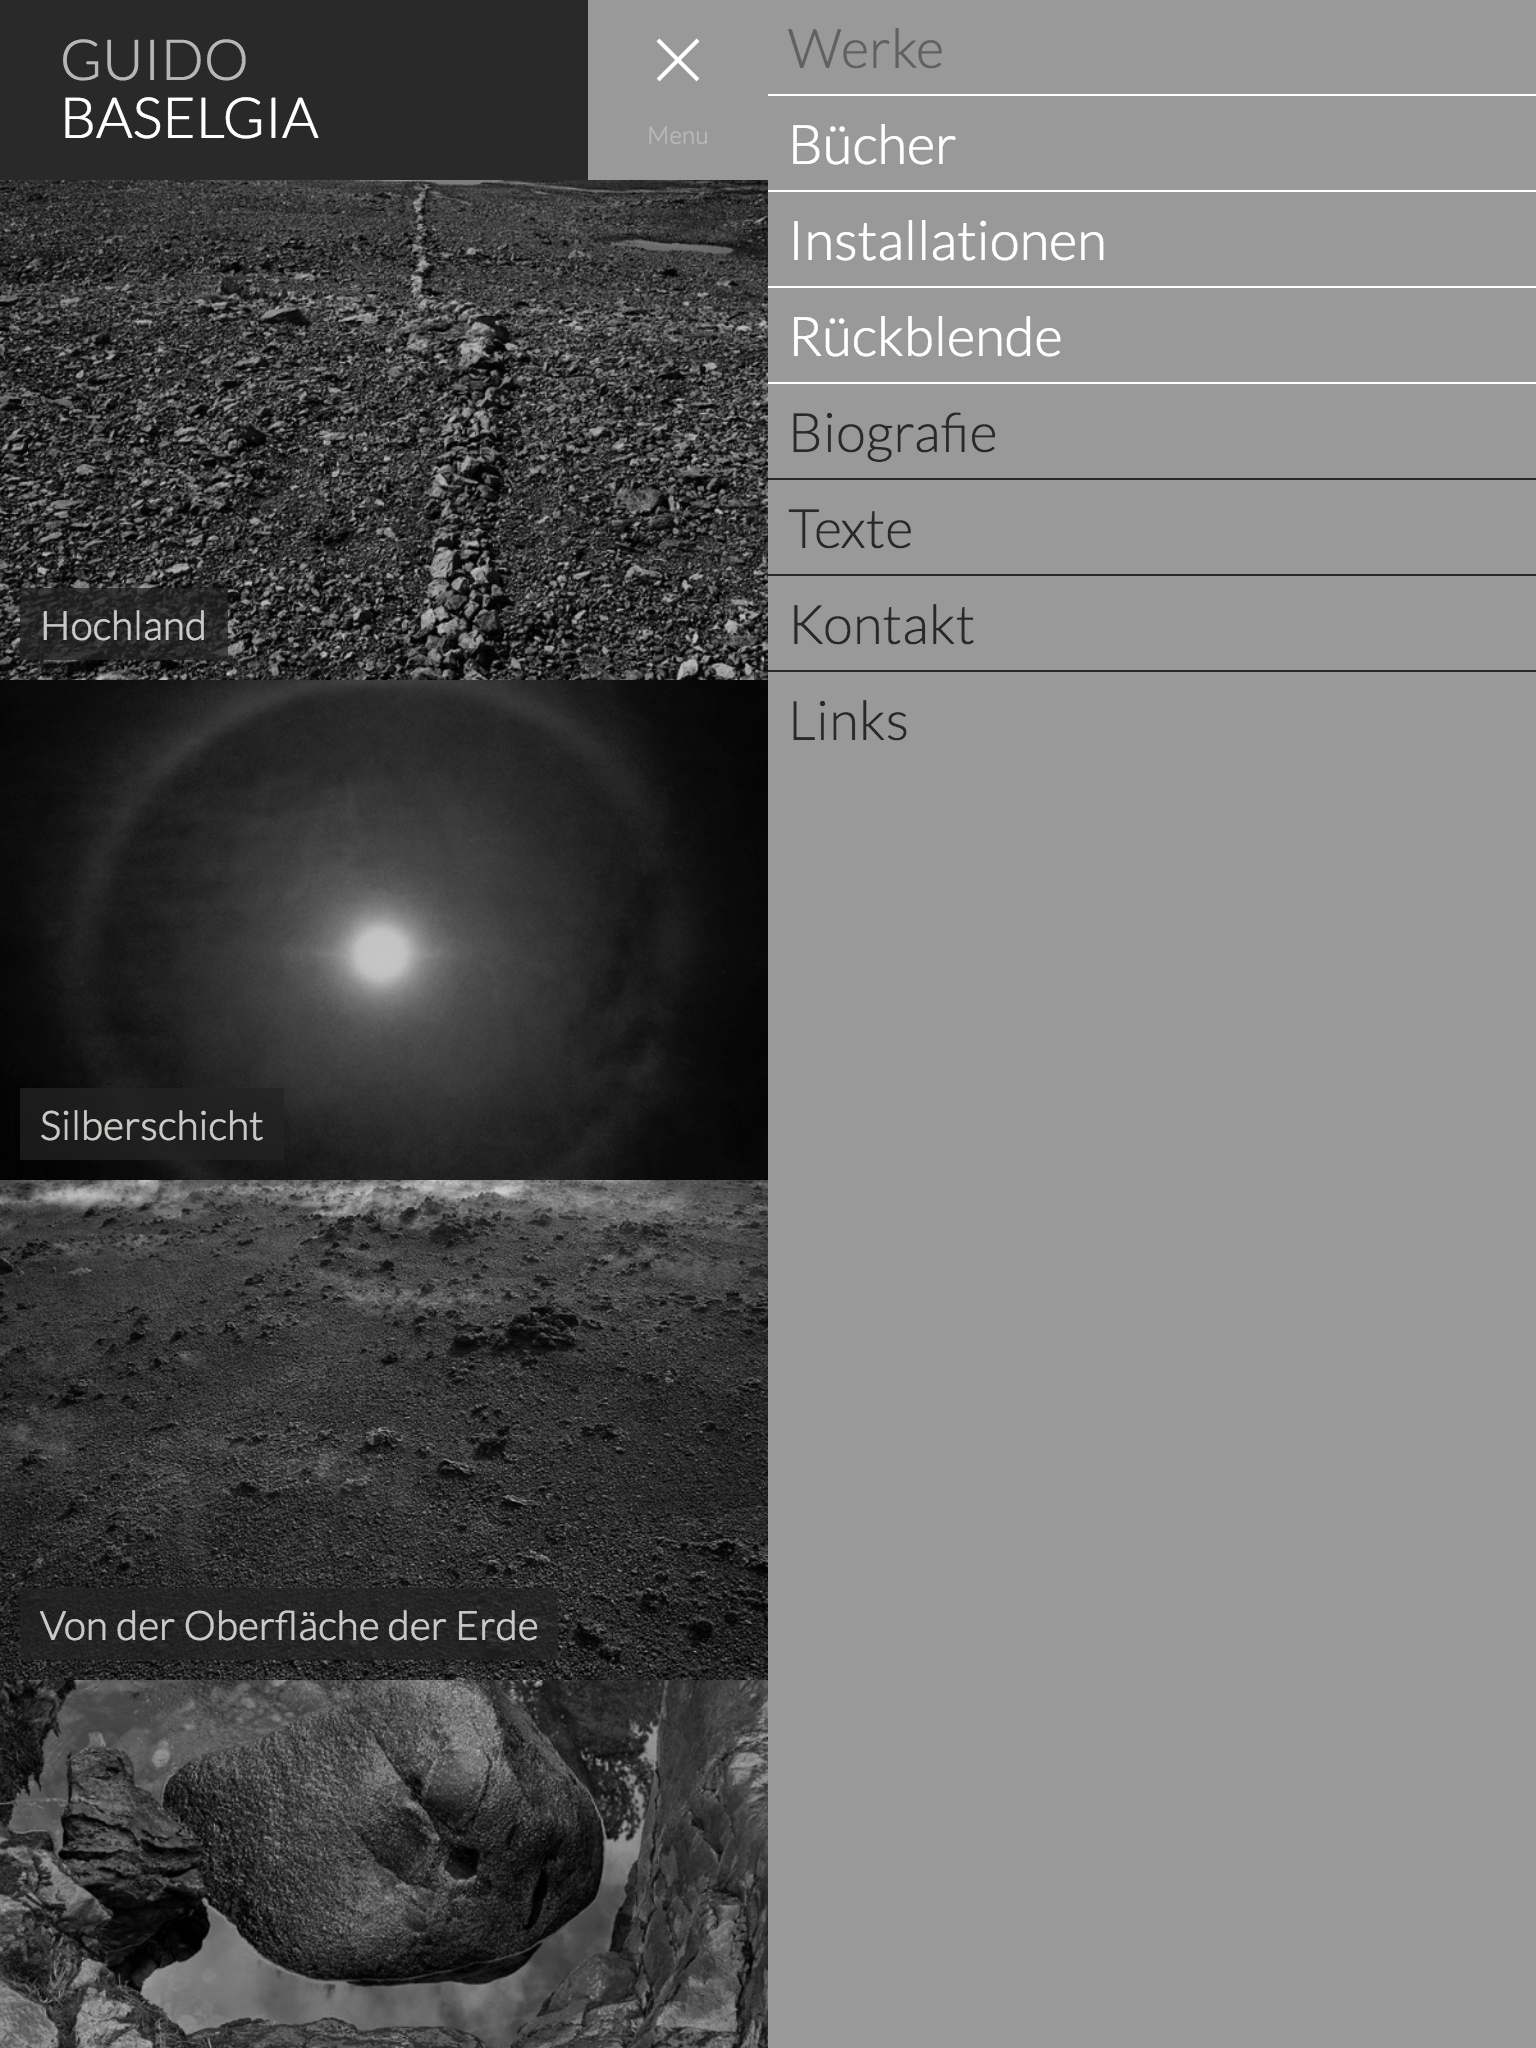 GUIDO
BASELGIA
Menu
Werke
Bücher
Installationen
Rückblende
Biografie
Texte
Kontakt
Links
Hochland
Silberschicht
Von der Oberfläche der Erde